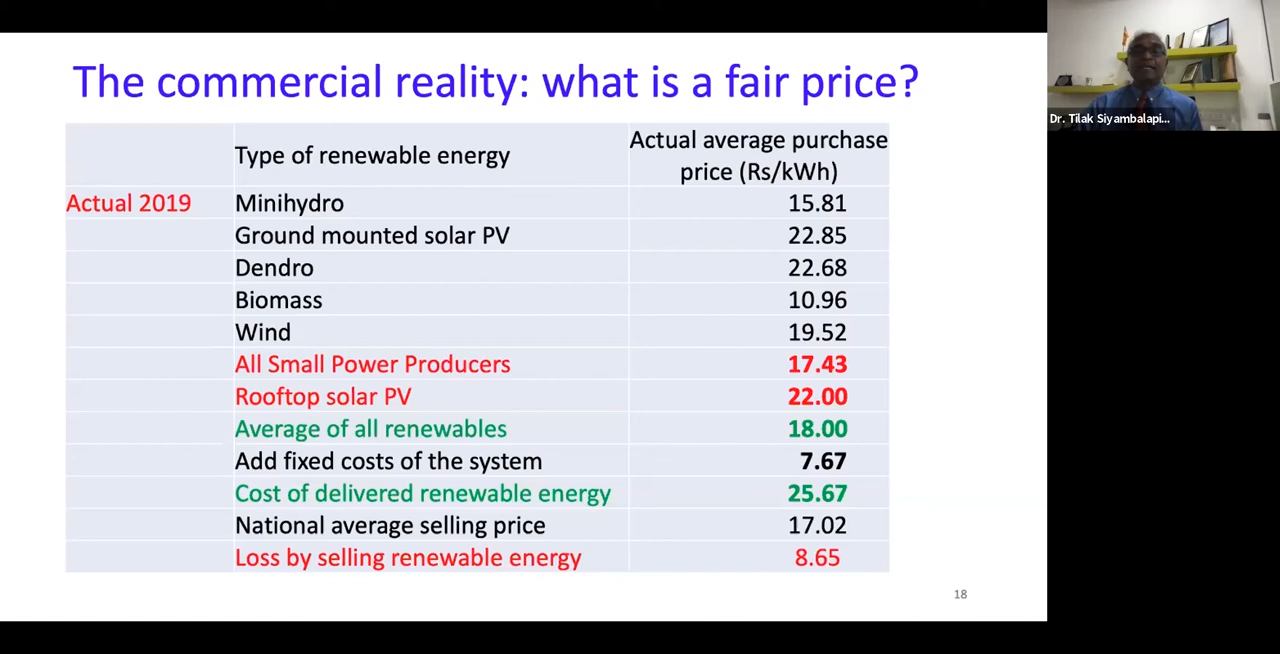 The commercial reality: what is a fair price?
Type of renewable energy
Actual average purchase
price (Rs/kWh)
Actual 2019 Minihydro 15.81
Ground mounted solar PV 22.85
Dendro 22.68
Biomass 10.96
Wind 19.52
All Small Power Producers 17.43
Rooftop solar PV 22.00
Average of all renewables 18.00
Add fixed costs of the system 7.67
Cost of delivered renewable energy 25.67
National average selling price 17.02
Loss by selling renewable energy 8.65
18
Dr. Tilak Siyambalapi...